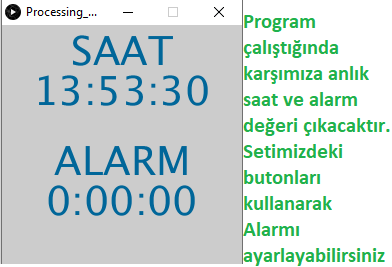 Processing_...
SAAT
13:53:30
ALARM
0:00:00
Program
çalıştığında
karşımıza anlık
saat ve alarm
değeri çıkacaktır.
Setimizdeki
butonları
kullanarak
Alarmı
ayarlayabilirsiniz